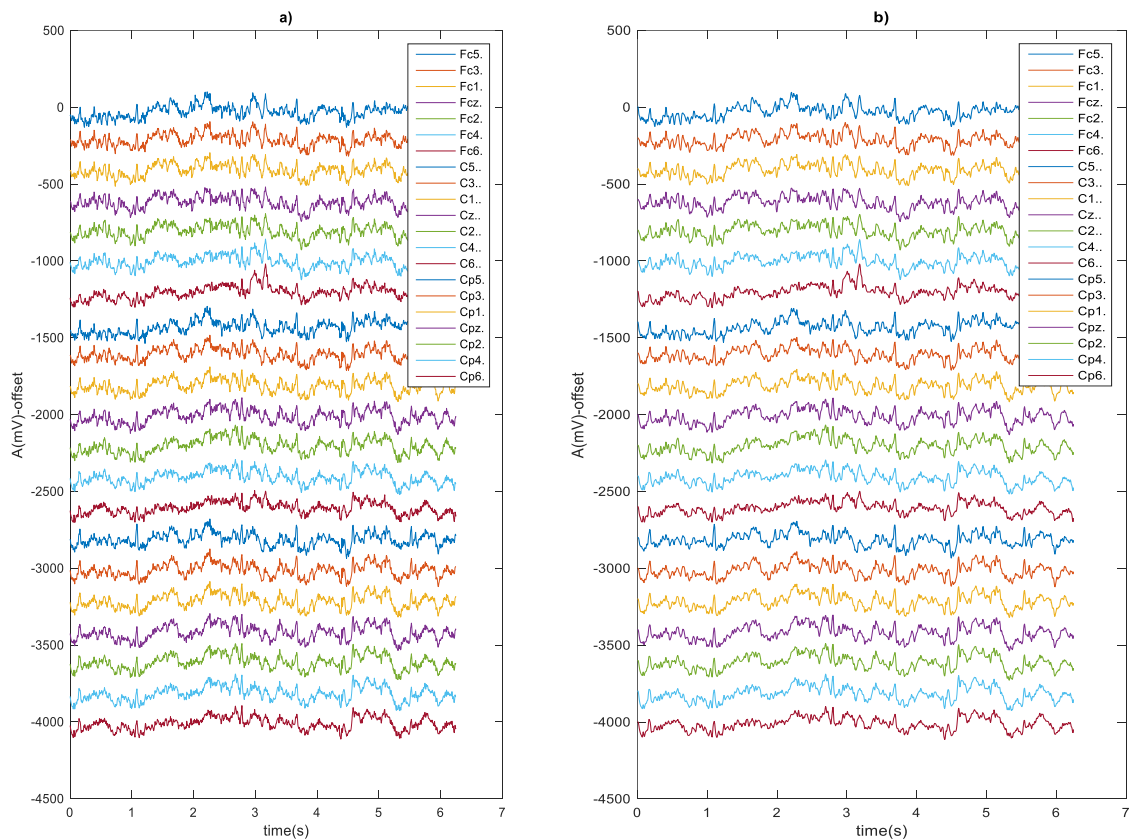 a)
500
0
-500
-1000
-1500
-2000
-2500
-3000
-3500
-4000
-4500
0 1 2 3 4 5 6 7
A(mV)-offset
time(s)
Fc5.
Fc3.
Fc1.
Fcz.
Fc2.
Fc4.
Fc6.
C5..
C3..
C1..
Cz..
C2..
C4..
C6..
Cp5.
Cp3.
Cp1.
Cpz.
Cp2.
Cp4.
Cp6.
b)
500
0
-500
-1000
-1500
-2000
-2500
-3000
-3500
-4000
-4500
0 1 2 3 4 5 6 7
A(mV)-offset
time(s)
Fc5.
Fc3.
Fc1.
Fcz.
Fc2.
Fc4.
Fc6.
C5..
C3..
C1..
Cz..
C2..
C4..
C6..
Cp5.
Cp3.
Cp1.
Cpz.
Cp2.
Cp4.
Cp6.